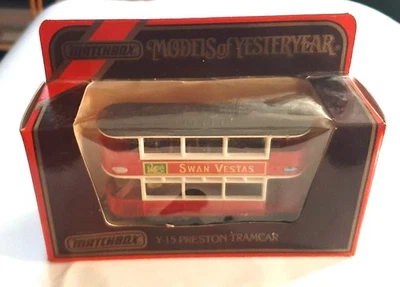 MATCHBOX
MODELS of YESTERYEAR
SWAN VESTAS
MATCHBOX
Y-15 PRESTON TRAMCAR